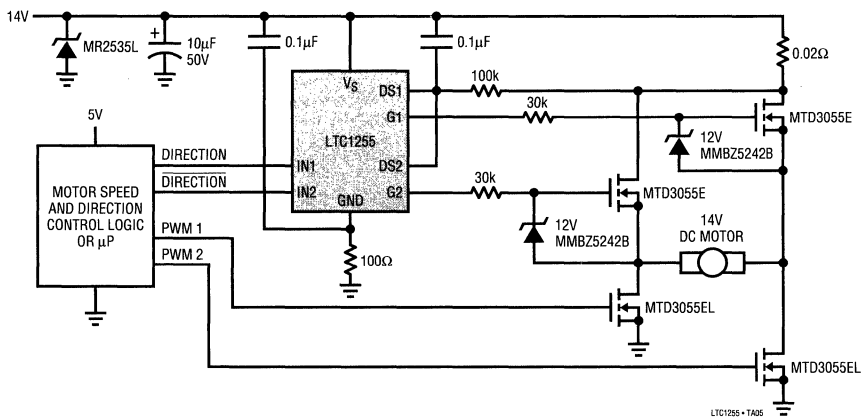 14V
MR2535L
+
10µF
50V
0.1µF
0.1µF
0.02Ω
VS
DS1
100k
G1
30k
MTD3055E
LTC1255
12V
MMBZ5242B
5V
DIRECTION
IN1
DS2
DIRECTION
IN2
G2
30k
MTD3055E
GND
MOTOR SPEED
AND DIRECTION
CONTROL LOGIC
OR µP
PWM 1
PWM 2
12V
MMBZ5242B
14V
DC MOTOR
100Ω
MTD3055EL
MTD3055EL
LTC1255 • TA05